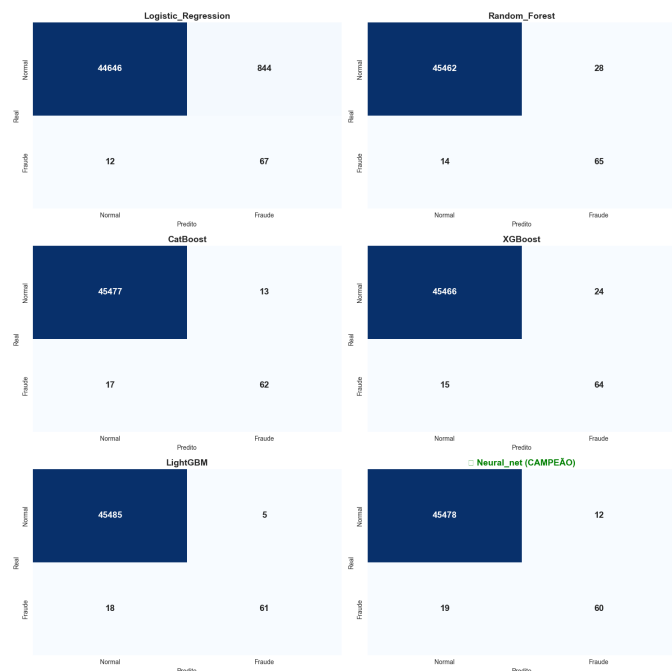 Logistic_Regression
Real
Normal
44646
844
Fraude
12
67
Normal
Fraude
Predito
Random_Forest
Real
Normal
45462
28
Fraude
14
65
Normal
Fraude
Predito
CatBoost
Real
Normal
45477
13
Fraude
17
62
Normal
Fraude
Predito
XGBoost
Real
Normal
45466
24
Fraude
15
64
Normal
Fraude
Predito
LightGBM
Real
Normal
45485
5
Fraude
18
61
Normal
Fraude
Predito
Neural_net (CAMPEÃO)
Real
Normal
45478
12
Fraude
19
60
Normal
Fraude
Predito